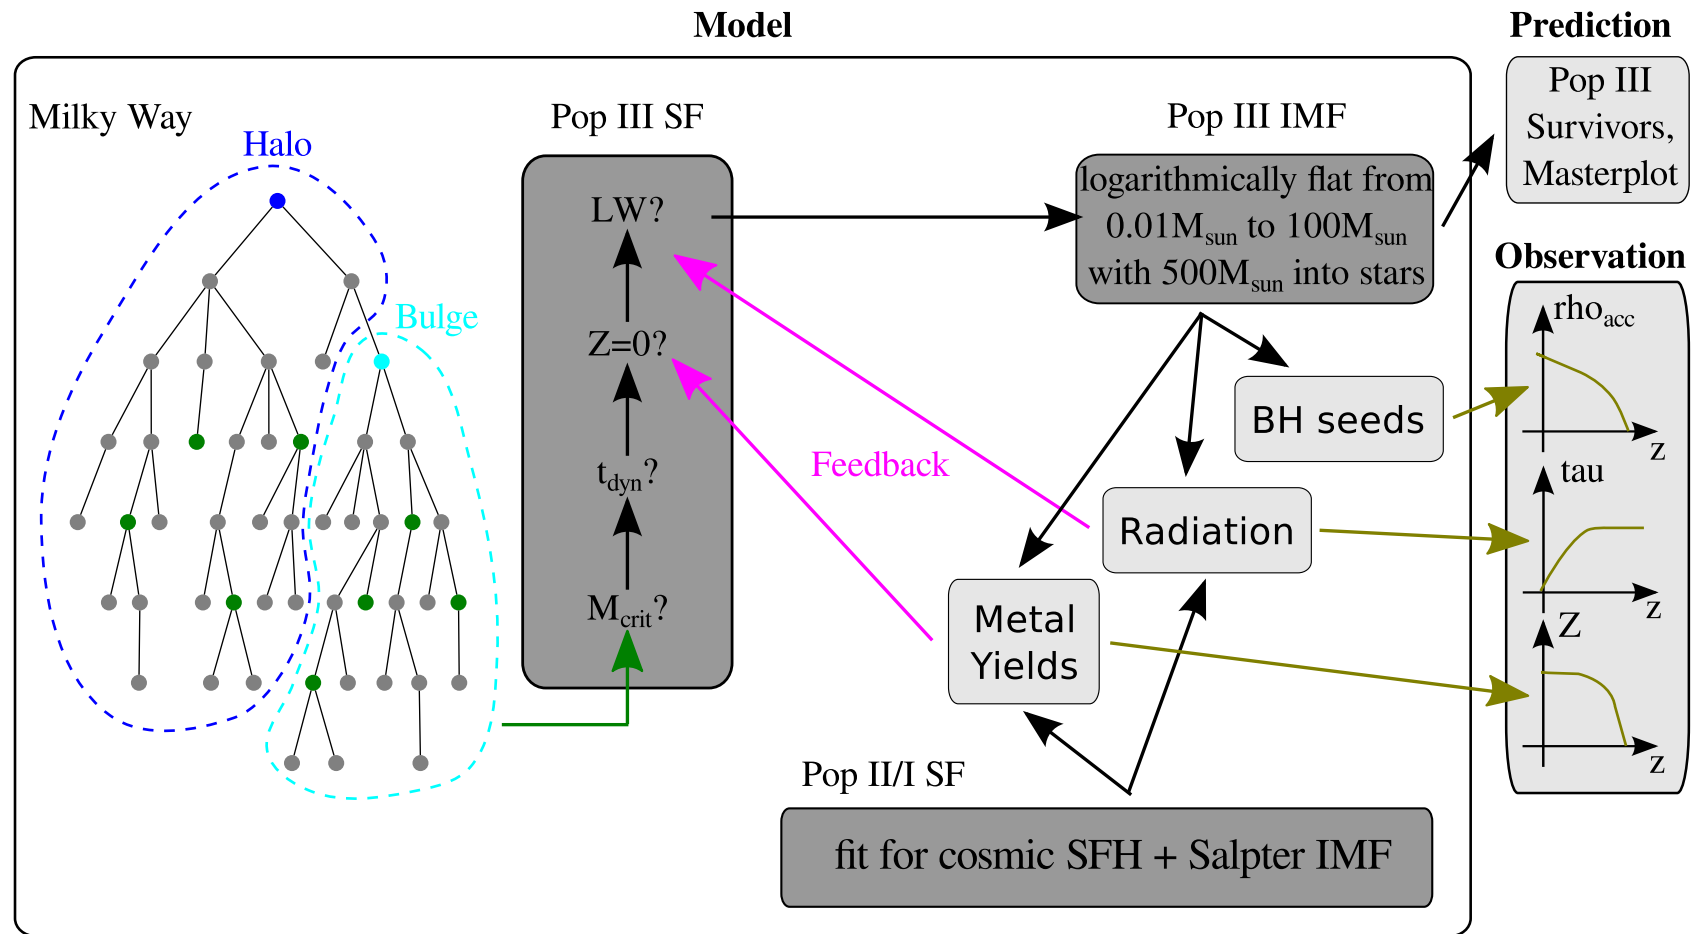 Model
Prediction
Milky Way
Halo
Bulge
Pop III SF
LW?
Z=0?
tdyn?
Mcrit?
Feedback
Pop III IMF
logarithmically flat from
0.01Msun to 100Msun
with 500Msun into stars
BH seeds
Radiation
Metal
Yields
Pop II/I SF
fit for cosmic SFH + Salpter IMF
Pop III
Survivors,
Masterplot
Observation
rhoacc
z
tau
z
Z
z